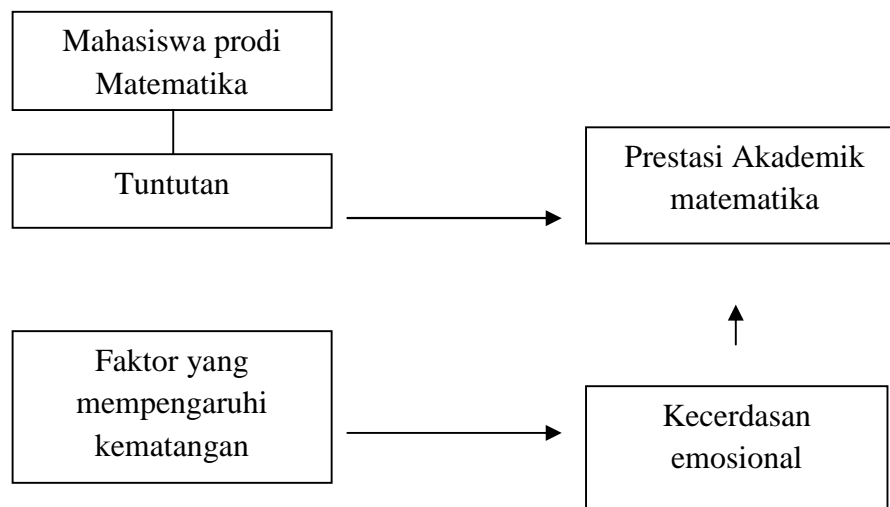 Mahasiswa prodi
Matematika
Tuntutan
Prestasi Akademik
matematika
Faktor yang
mempengaruhi
kematangan
Kecerdasan
emosional